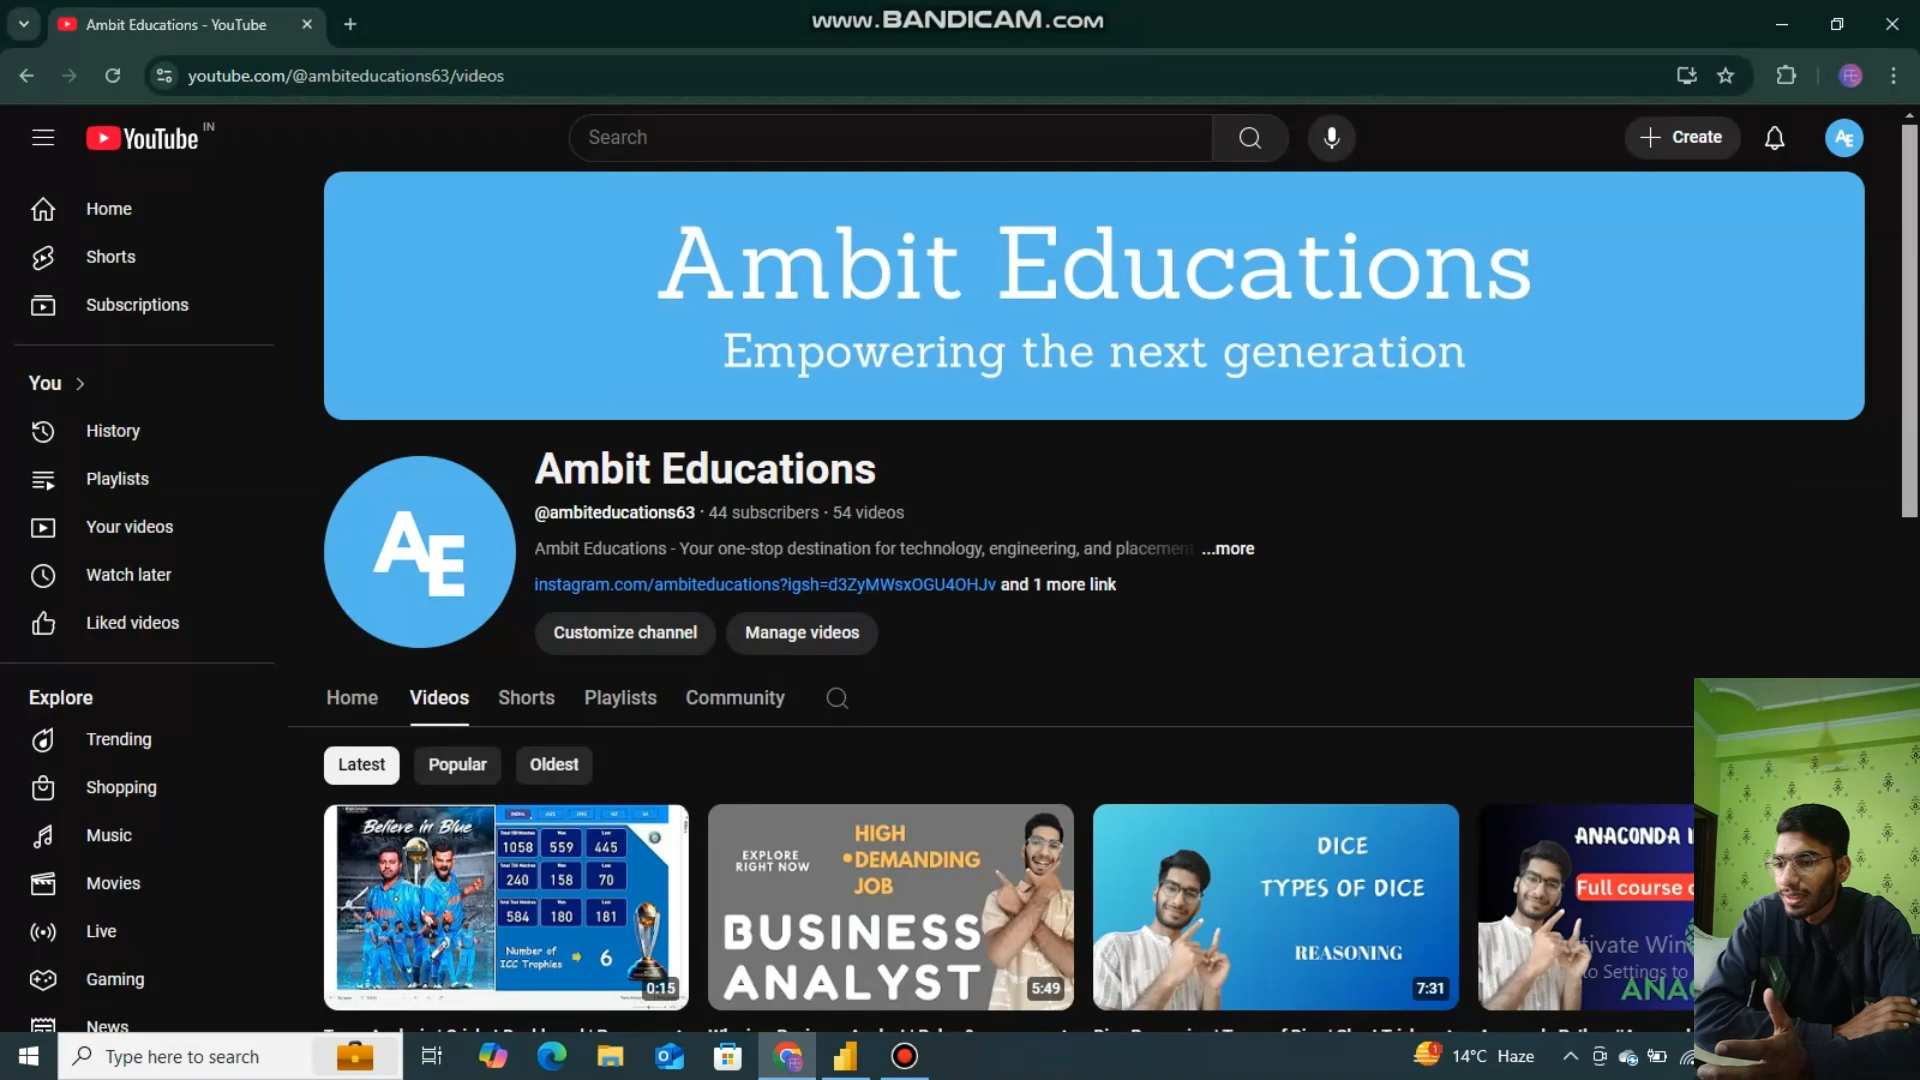 Ambit Educations - YouTube
www.BANDICAM.com
youtube.com/@ambiteducations63/videos
YouTube IN
Search
Create
AE
Home
Shorts
Subscriptions
You
History
Playlists
Your videos
Watch later
Liked videos
Explore
Trending
Shopping
Music
Movies
Live
Gaming
News
Ambit Educations
Empowering the next generation
AE
Ambit Educations
@ambiteducations63 · 44 subscribers · 54 videos
Ambit Educations - Your one-stop destination for technology, engineering, and placement ...more
instagram.com/ambiteducations?igsh=d3ZyMWsxOGU4OHJv and 1 more link
Customize channel
Manage videos
Home
Videos
Shorts
Playlists
Community
Latest
Popular
Oldest
Believe in Blue
INDIA
1058
559
445
240
158
70
584
180
181
Number of
ICC Trophies
6
0:15
EXPLORE
RIGHT NOW
HIGH
•DEMANDING
JOB
BUSINESS
ANALYST
5:49
DICE
TYPES OF DICE
REASONING
7:31
ANACONDA
Full course
ANA
Type here to search
1
14°C Haze